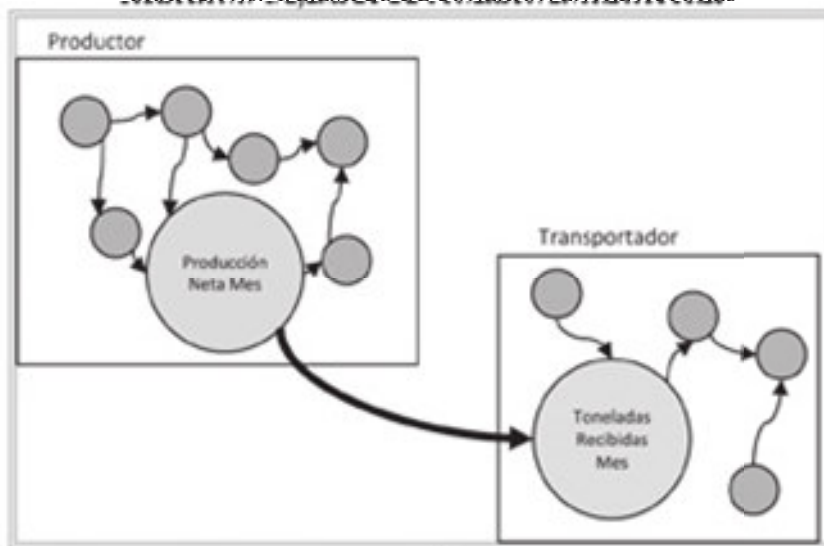 Productor
Producción
Neta Mes
Transportador
Toneladas
Recibidas
Mes